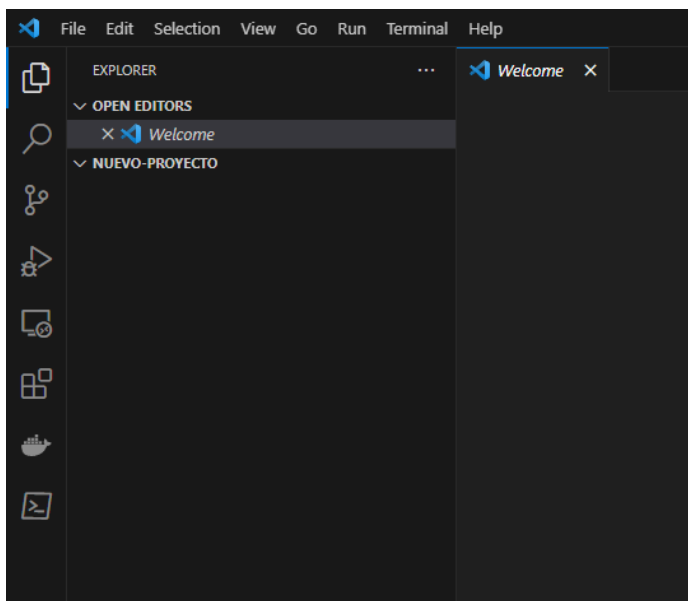 File Edit Selection View Go Run Terminal Help
EXPLORER ...
Welcome
OPEN EDITORS
Welcome
NUEVO-PROYECTO